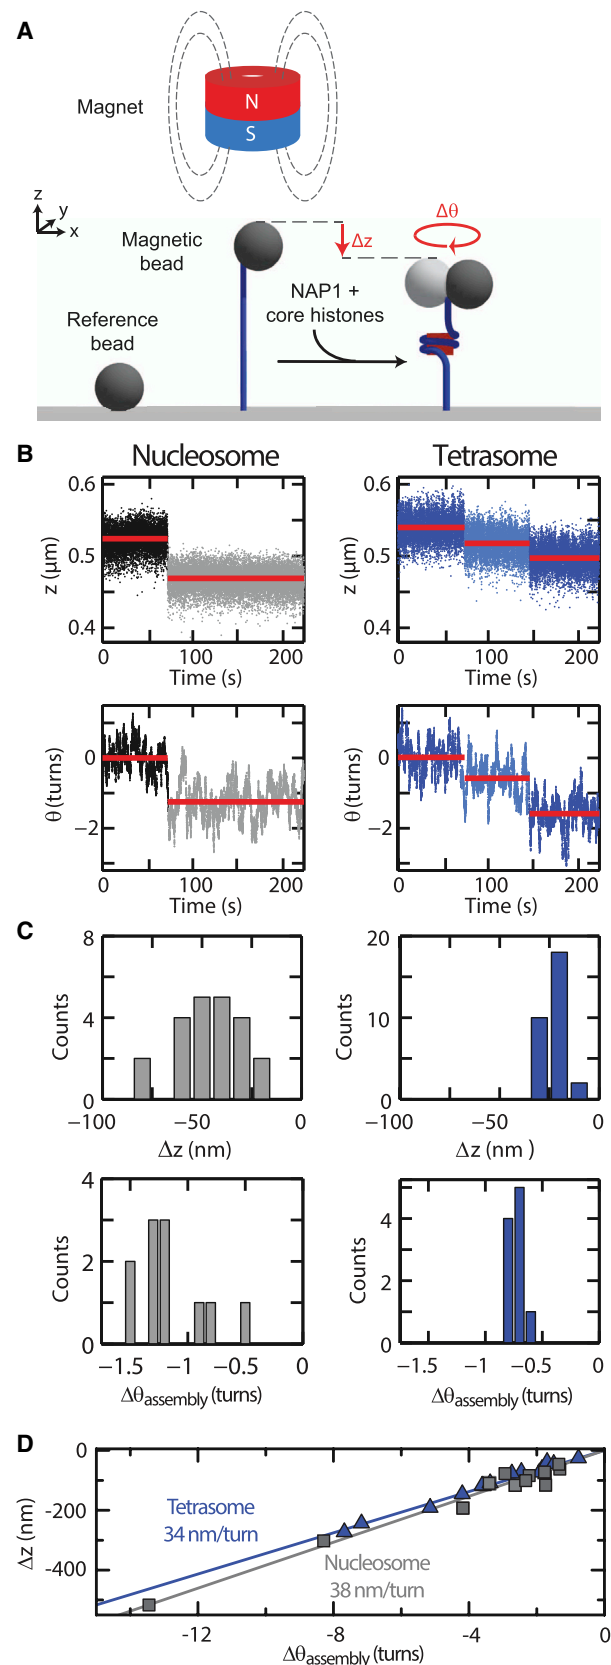 A
Magnet
N
S
z
y
x
Magnetic
bead
Δz
Δθ
Reference
bead
NAP1 +
core histones
B
Nucleosome
Tetrasome
0.6
0.5
0.4
z (μm)
0
100
200
Time (s)
0.6
0.5
0.4
z (μm)
0
100
200
Time (s)
0
−2
θ (turns)
0
100
200
Time (s)
0
−2
θ (turns)
0
100
200
Time (s)
C
8
4
0
Counts
−100
−50
0
Δz (nm)
20
10
0
Counts
−100
−50
0
Δz (nm )
4
2
0
Counts
−1.5
−1
−0.5
0
Δθassembly (turns)
4
2
0
Counts
−1.5
−1
−0.5
0
Δθassembly (turns)
D
0
-200
-400
Δz (nm)
Tetrasome
34 nm/turn
Nucleosome
38 nm/turn
-12
-8
-4
0
Δθassembly (turns)